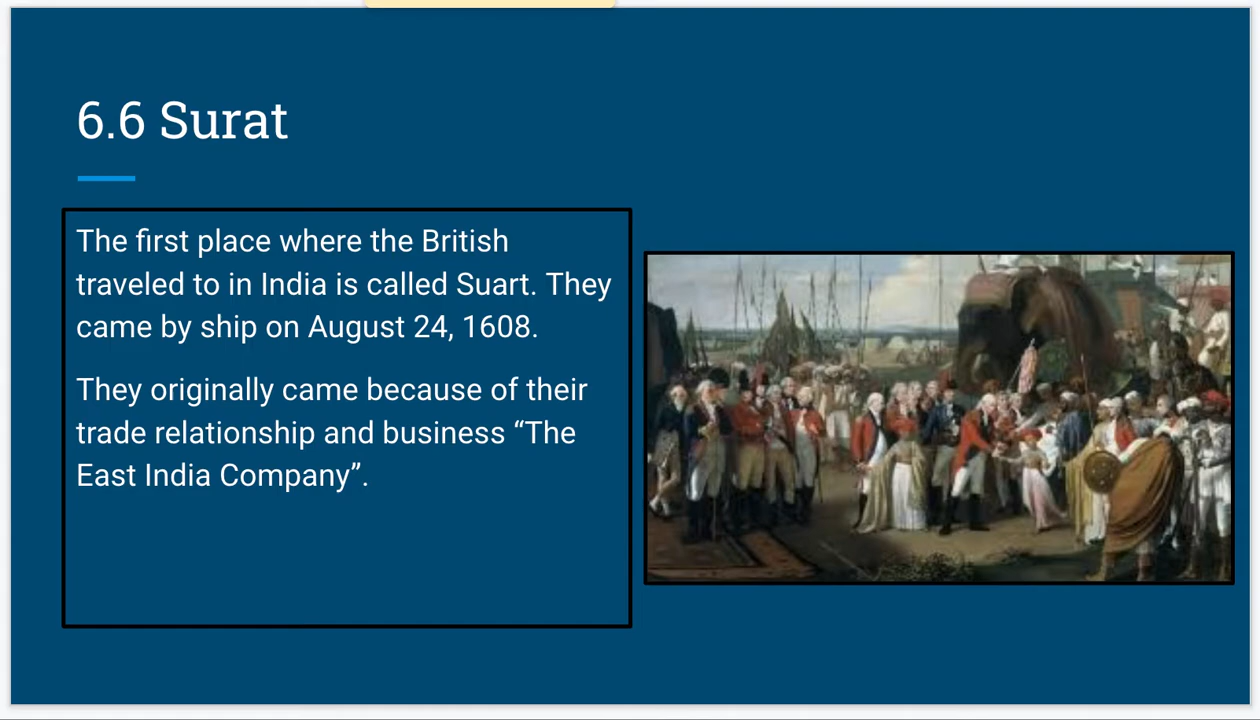 6.6 Surat
The first place where the British
traveled to in India is called Suart. They
came by ship on August 24, 1608.
They originally came because of their
trade relationship and business “The
East India Company”.